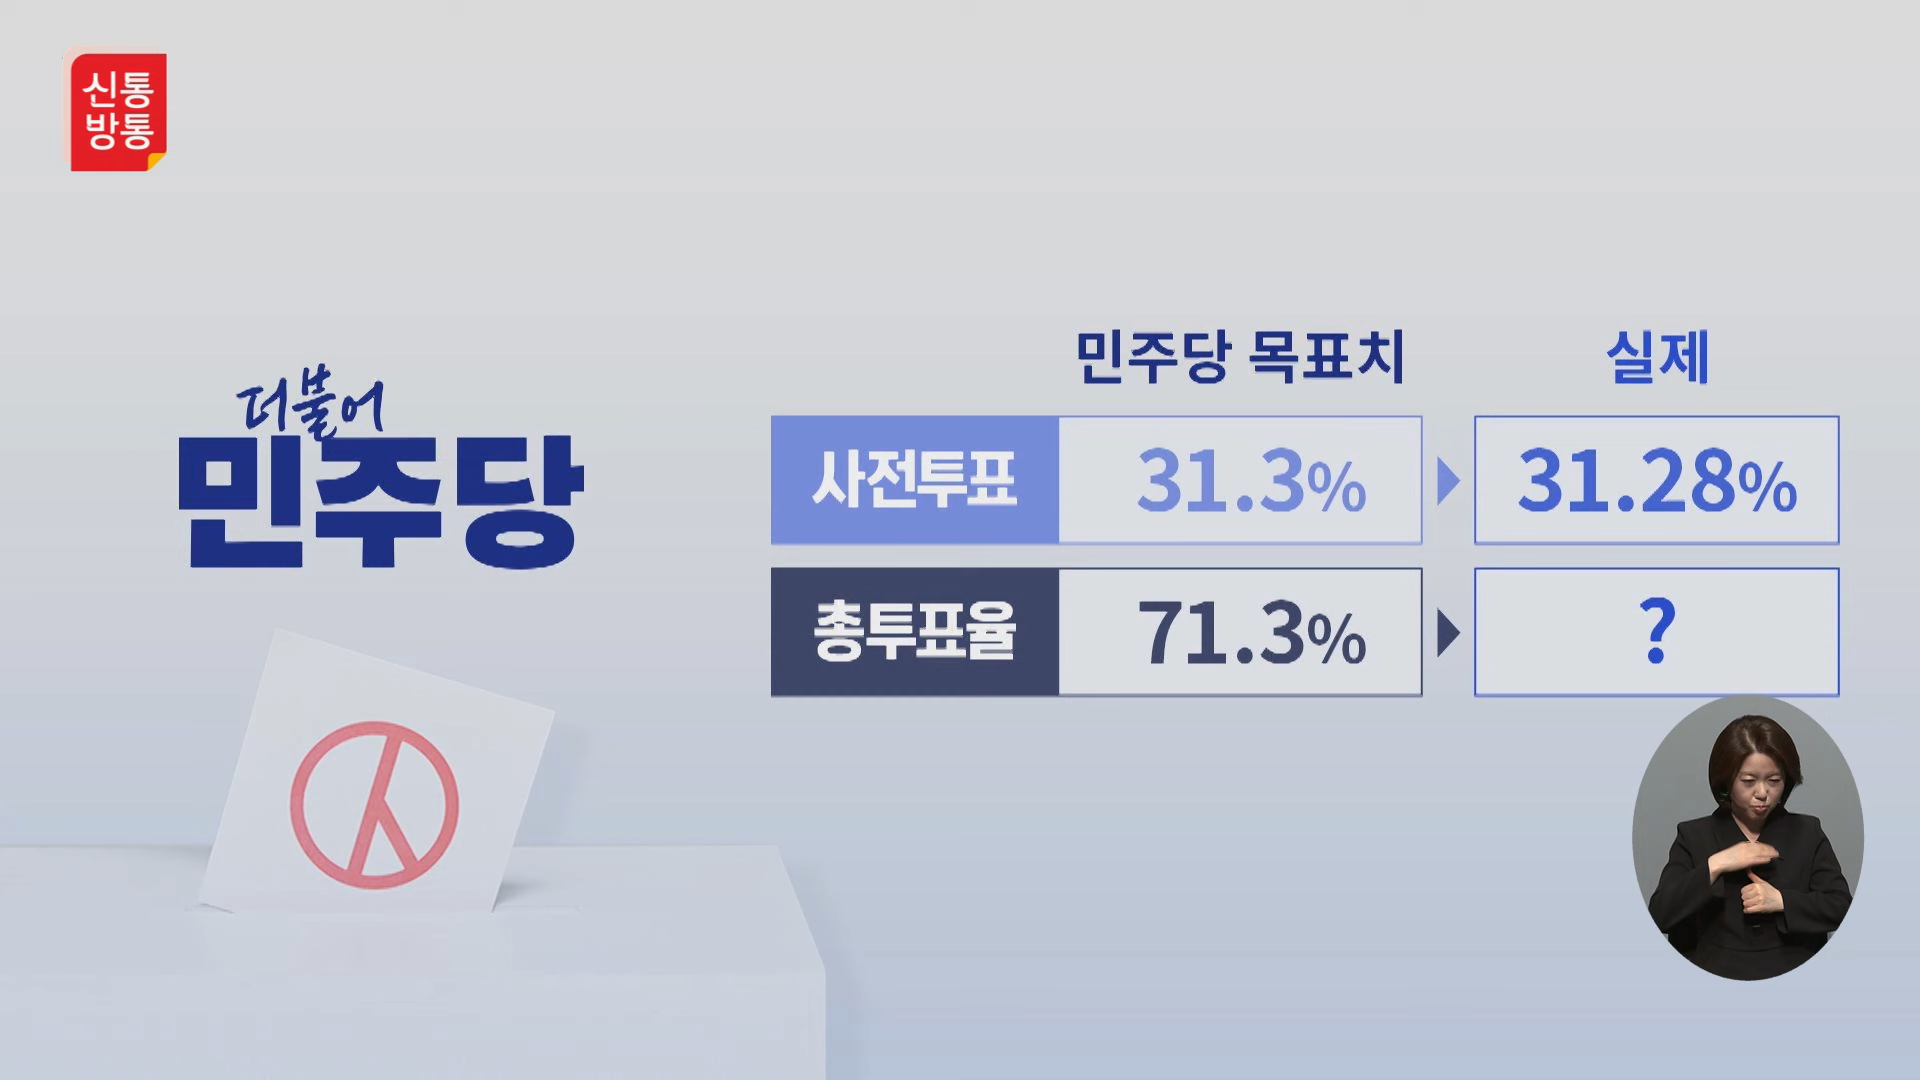 신통
방통
더불어
민주당
민주당 목표치 실제
사전투표 31.3% 31.28%
총투표율 71.3% ?